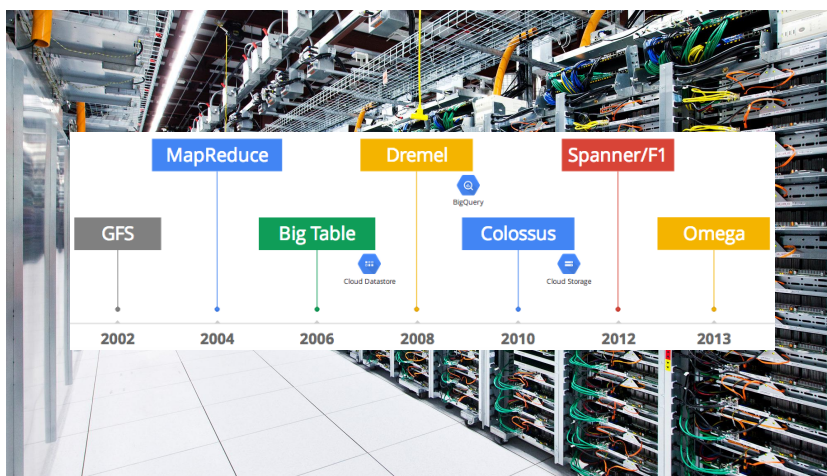 MapReduce
Dremel
Spanner/F1
BigQuery
GFS
Big Table
Colossus
Omega
Cloud Datastore
Cloud Storage
2002
2004
2006
2008
2010
2012
2013